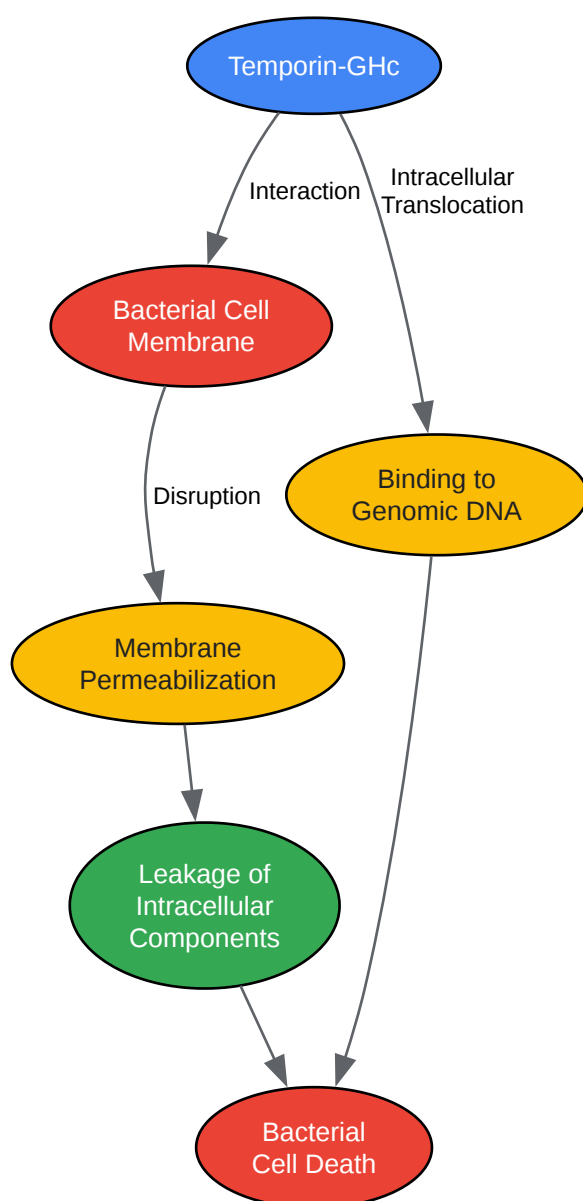 Temporin-GHc
Interaction
Intracellular
Translocation
Bacterial Cell
Membrane
Binding to
Genomic DNA
Disruption
Membrane
Permeabilization
Leakage of
Intracellular
Components
Bacterial
Cell Death